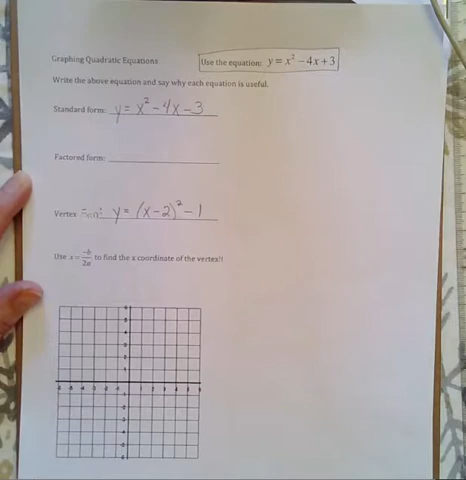 Graphing Quadratic Equations
Use the equation: y = x² − 4x + 3
Write the above equation and say why each equation is useful.
Standard form: y = x² − 4x − 3
Factored form:
Vertex Form: y = (x − 2)² − 1
Use x = −b/2a to find the x coordinate of the vertex!!